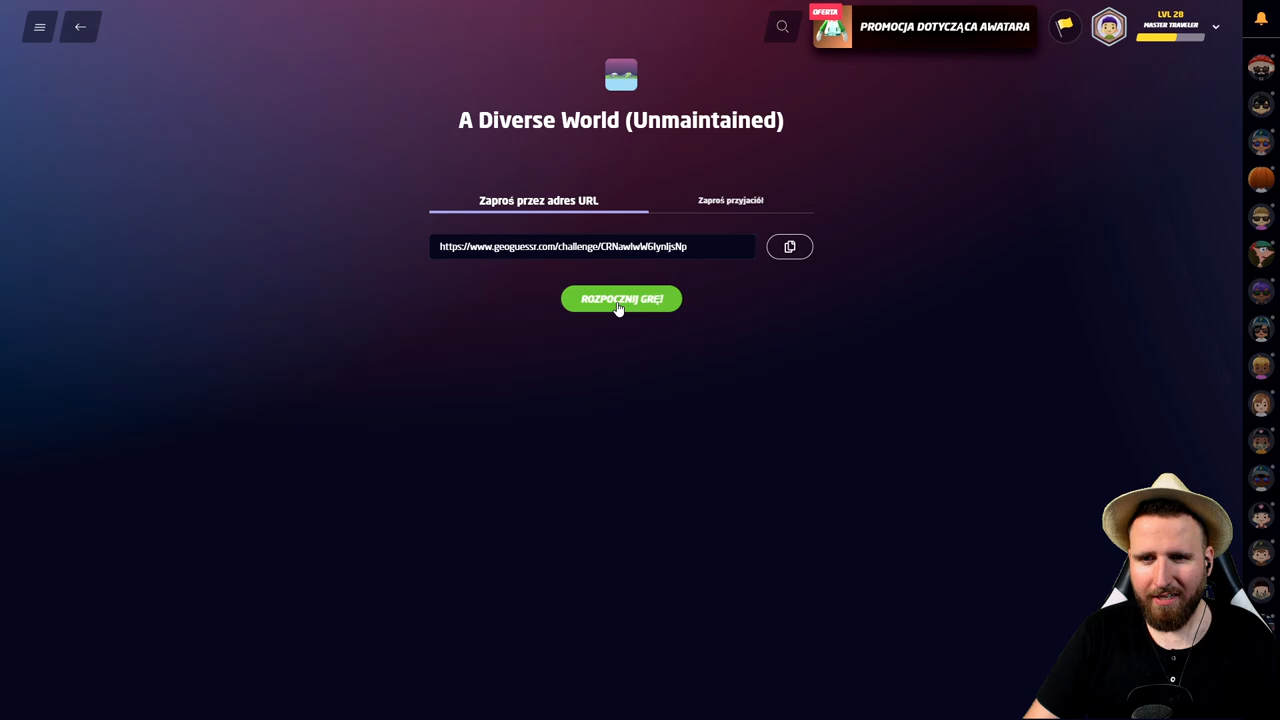 OFERTA
PROMOCJA DOTYCZĄCA AWATARA
LVL 28
MASTER TRAVELER
A Diverse World (Unmaintained)
Zaproś przez adres URL
Zaproś przyjaciół
https://www.geoguessr.com/challenge/CRNawlwWGlynIjsNp
ROZPOCZNIJ GRĘ!